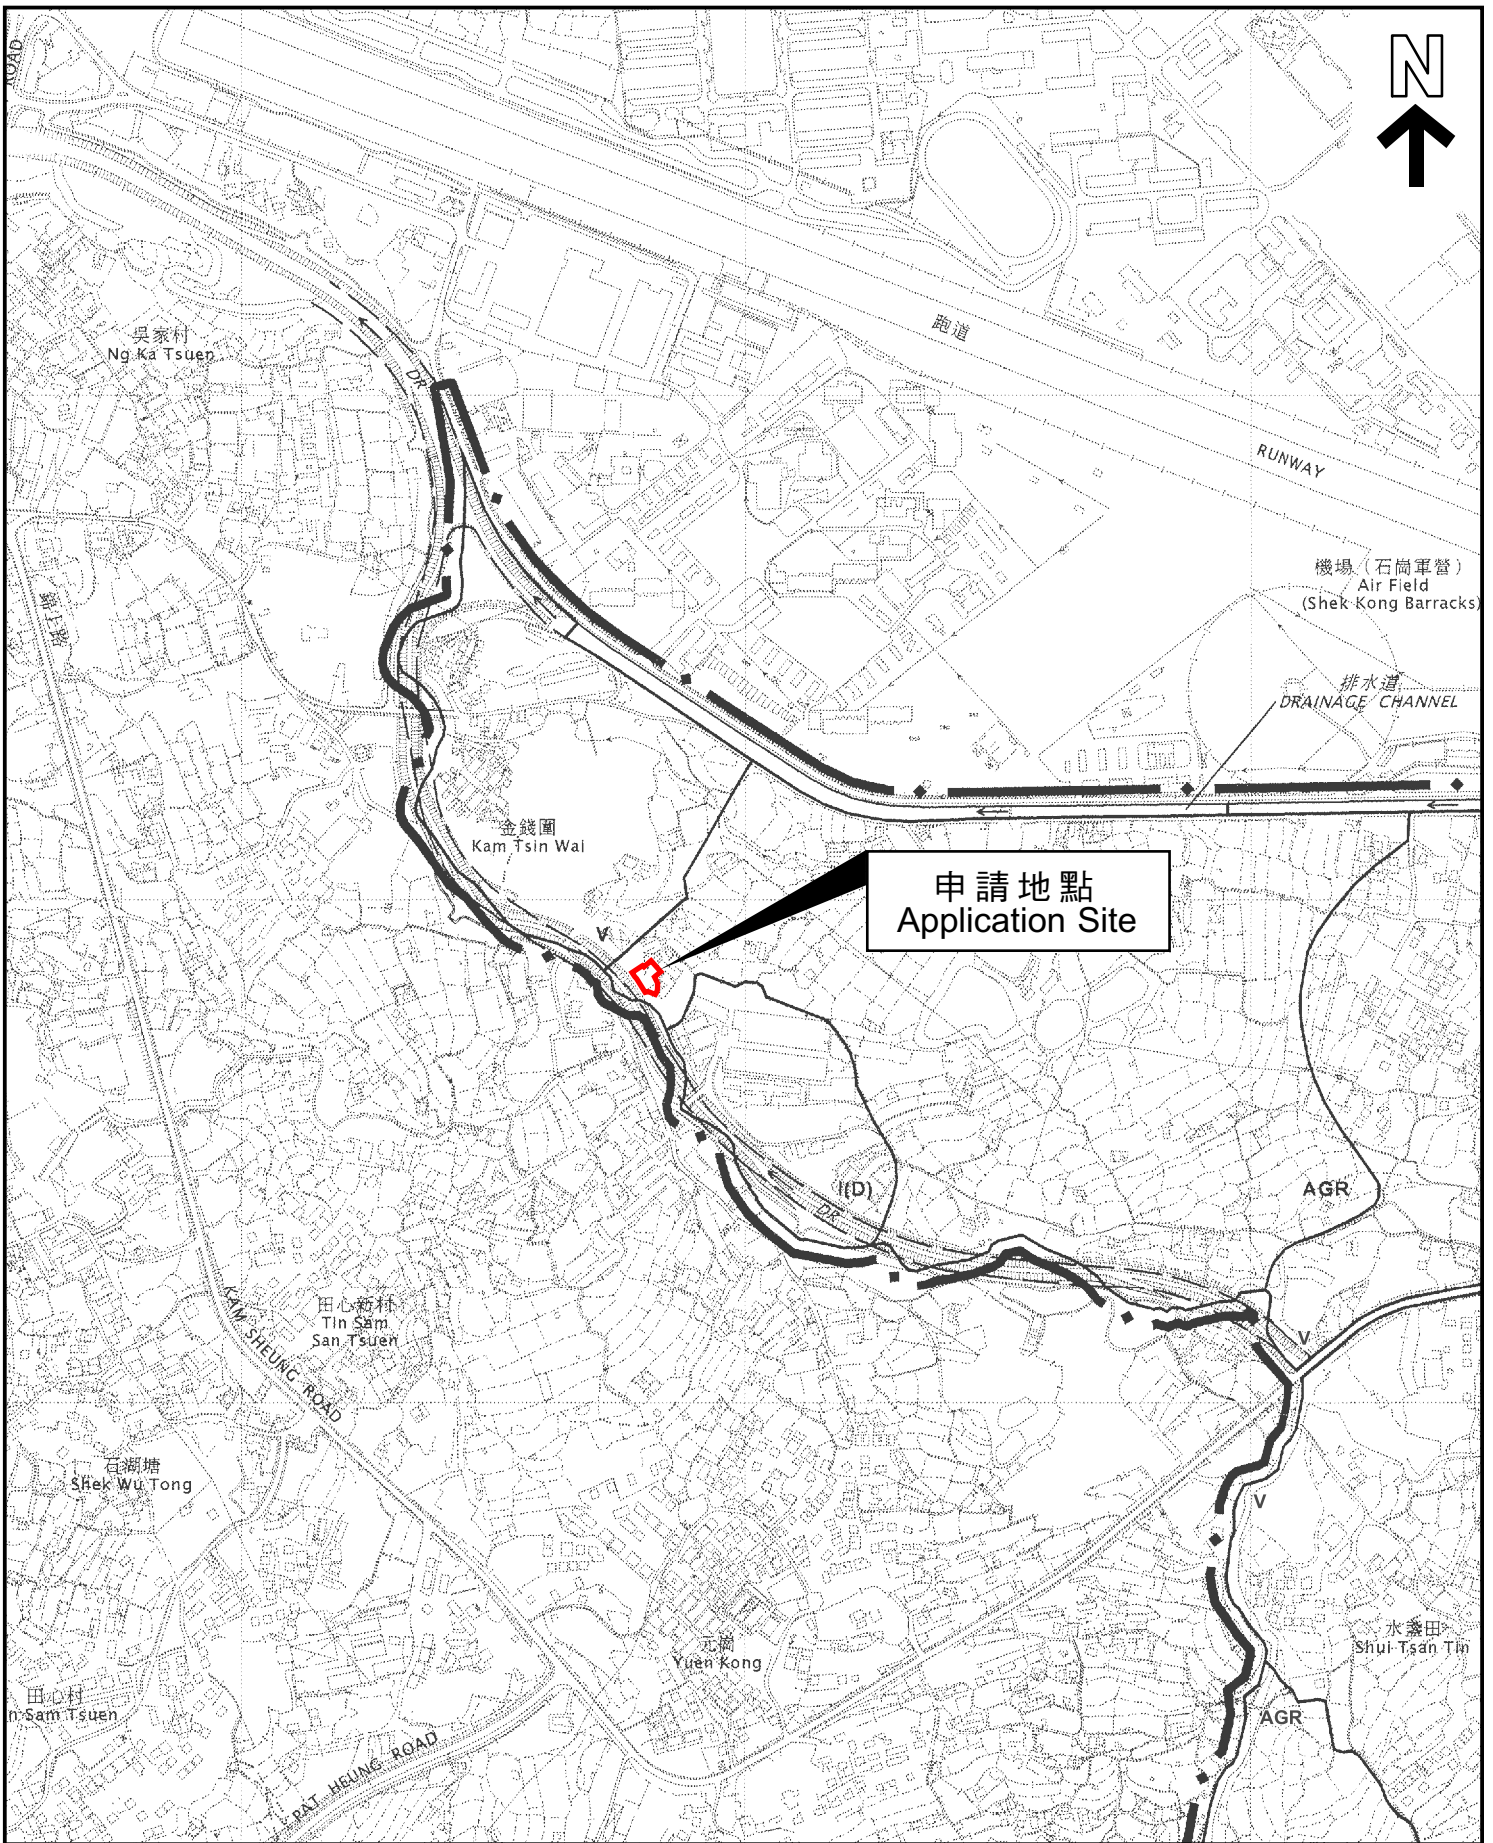 N
ROAD
吳家村
Ng Ka Tsuen
DR
跑道
RUNWAY
機場（石崗軍營）
Air Field
(Shek Kong Barracks)
錦上路
排水道
DRAINAGE CHANNEL
金錢圍
Kam Tsin Wai
申請地點
Application Site
V
I(D)
DR
AGR
田心新村
Tin Sam
San Tsuen
KAM SHEUNG ROAD
V
石湖塘
Shek Wu Tong
V
元崗
Yuen Kong
水盞田
Shui Tsan Tin
田心村
n Sam Tsuen
AGR
PAT HEUNG ROAD